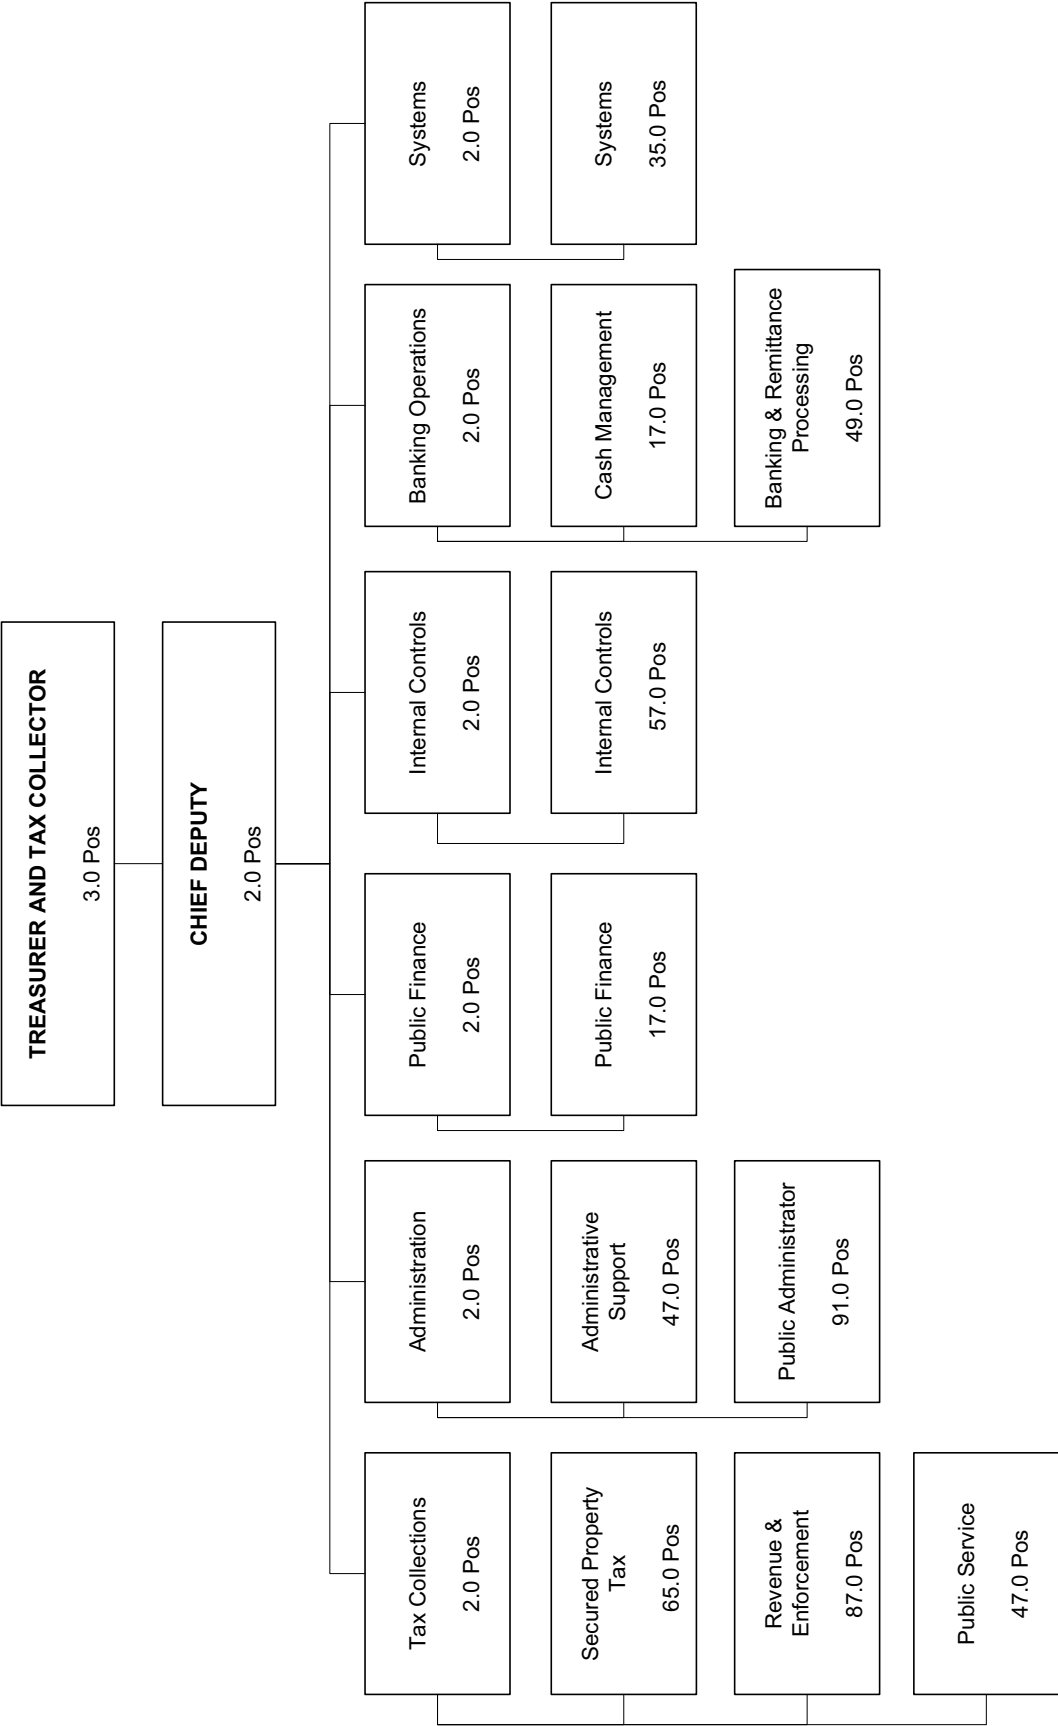 TREASURER AND TAX COLLECTOR
3.0 Pos
CHIEF DEPUTY
2.0 Pos
Tax Collections
2.0 Pos
Secured Property
Tax
65.0 Pos
Revenue &
Enforcement
87.0 Pos
Public Service
47.0 Pos
Administration
2.0 Pos
Administrative
Support
47.0 Pos
Public Administrator
91.0 Pos
Public Finance
2.0 Pos
Public Finance
17.0 Pos
Internal Controls
2.0 Pos
Internal Controls
57.0 Pos
Banking Operations
2.0 Pos
Cash Management
17.0 Pos
Banking & Remittance
Processing
49.0 Pos
Systems
2.0 Pos
Systems
35.0 Pos